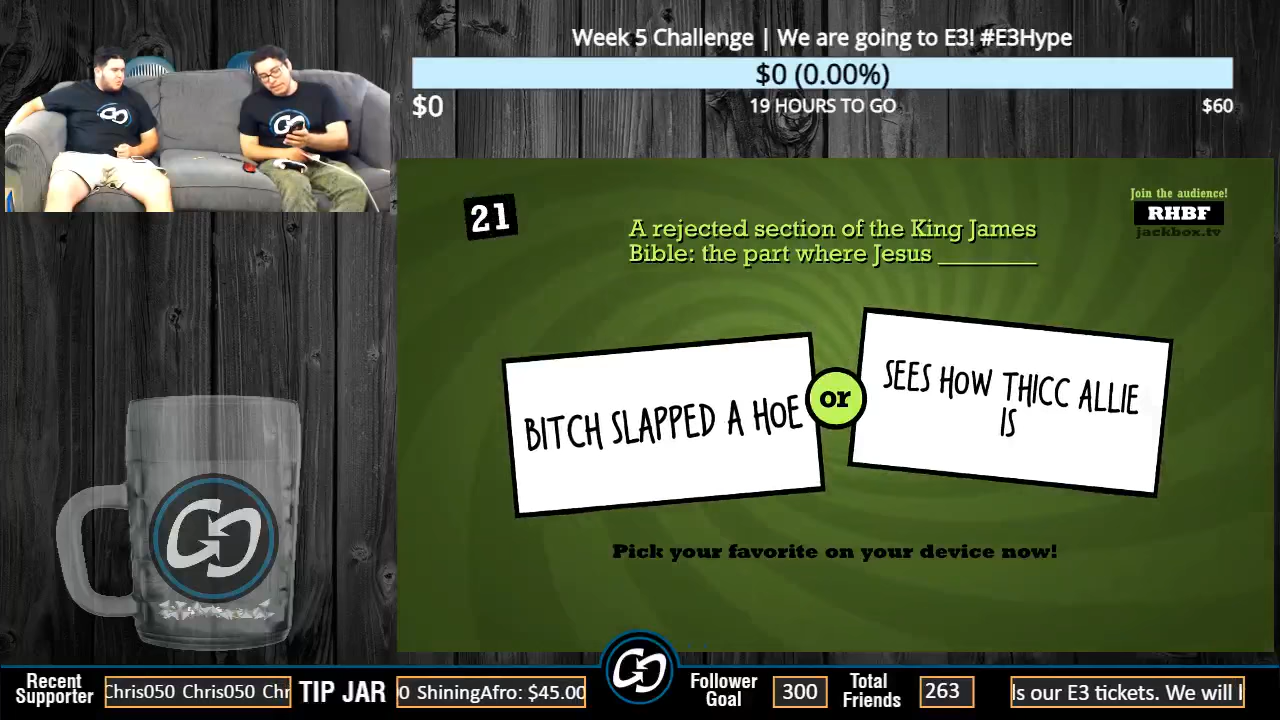 Week 5 Challenge | We are going to E3! #E3Hype
$0 (0.00%)
$0
19 HOURS TO GO
$60
21
A rejected section of the King James
Bible: the part where Jesus ________
Join the audience!
RHBF
jackbox.tv
BITCH SLAPPED A HOE
or
SEES HOW THICC ALLIE
IS
Pick your favorite on your device now!
Recent
Supporter
Chris050 Chris050 Chr
TIP JAR
0 ShiningAfro: $45.00
Follower
Goal
300
Total
Friends
263
ls our E3 tickets. We will